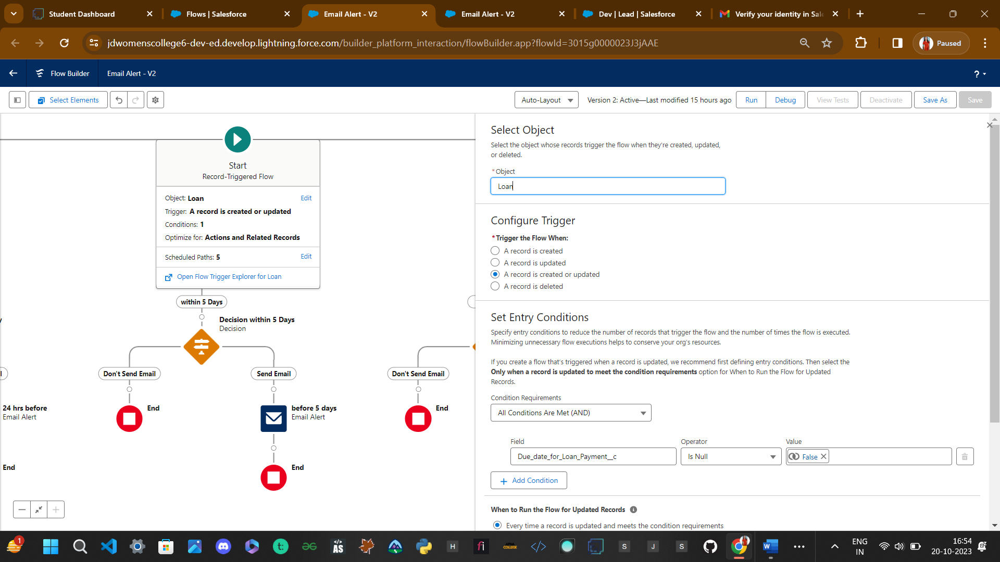 Student Dashboard
Flows | Salesforce
Email Alert - V2
Email Alert - V2
Dev | Lead | Salesforce
Verify your identity in Sal
jdwomenscollege6-dev-ed.develop.lightning.force.com/builder_platform_interaction/flowBuilder.app?flowId=3015g0000023J3jAAE
Paused
Flow Builder
Email Alert - V2
?
Select Elements
Auto-Layout
Version 2: Active—Last modified 15 hours ago
Run
Debug
View Tests
Deactivate
Save As
Save
Start
Record-Triggered Flow
Object: Loan
Edit
Trigger: A record is created or updated
Conditions: 1
Optimize for: Actions and Related Records
Scheduled Paths: 5
Edit
Open Flow Trigger Explorer for Loan
within 5 Days
Decision within 5 Days
Decision
Don't Send Email
Send Email
Don't Send Email
24 hrs before
Email Alert
End
before 5 days
Email Alert
End
End
End
Select Object
Select the object whose records trigger the flow when they're created, updated,
or deleted.
*Object
Loan
Configure Trigger
*Trigger the Flow When:
A record is created
A record is updated
A record is created or updated
A record is deleted
Set Entry Conditions
Specify entry conditions to reduce the number of records that trigger the flow and the number of times the flow is executed.
Minimizing unnecessary flow executions helps to conserve your org's resources.
If you create a flow that's triggered when a record is updated, we recommend first defining entry conditions. Then select the
Only when a record is updated to meet the condition requirements option for When to Run the Flow for Updated
Records.
Condition Requirements
All Conditions Are Met (AND)
Field
Operator
Value
Due_date_for_Loan_Payment__c
Is Null
False
Add Condition
When to Run the Flow for Updated Records
Every time a record is updated and meets the condition requirements
1
t:
</>
AS
H
fi
APNA
COLLEGE
S
J
S
W
ENG
IN
16:54
20-10-2023